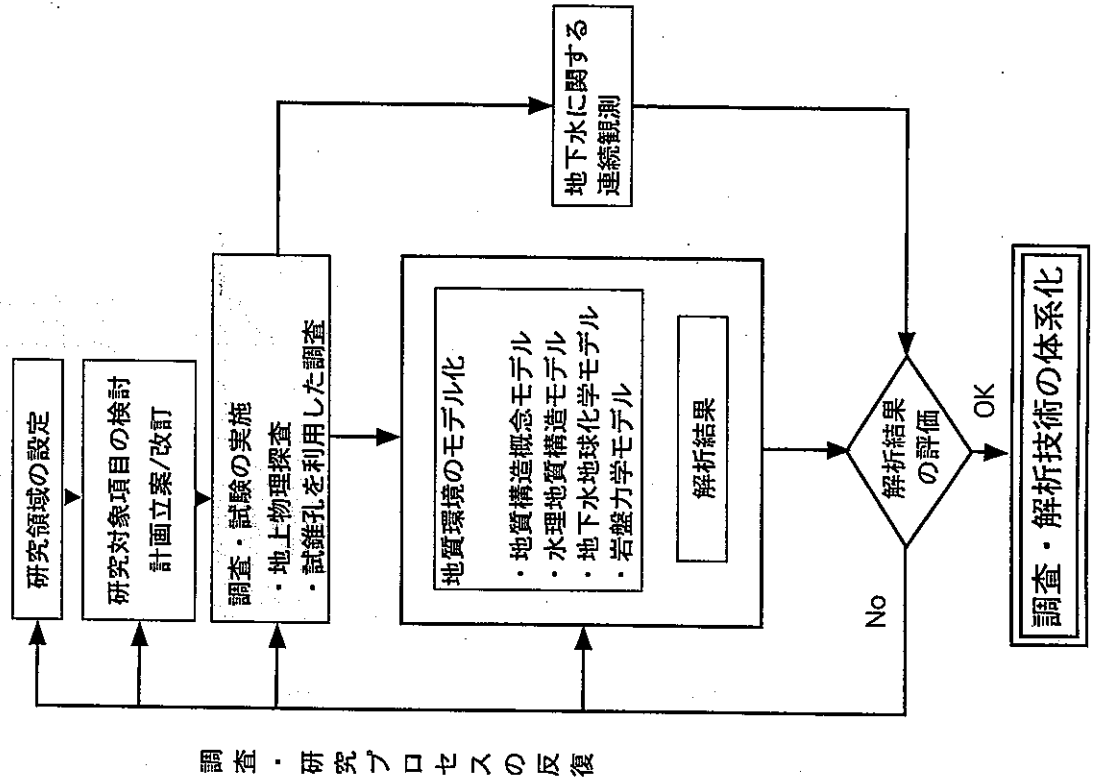 研究領域の設定
研究対象項目の検討
計画立案/改訂
調査・試験の実施
・地上物理探査
・試錐孔を利用した調査
地質環境のモデル化
・地質構造概念モデル
・水理地質構造モデル
・地下水地球化学モデル
・岩盤力学モデル
解析結果
地下水に関する
連続観測
解析結果
の評価
No
OK
調査・解析技術の体系化
調査・研究プロセスの反復